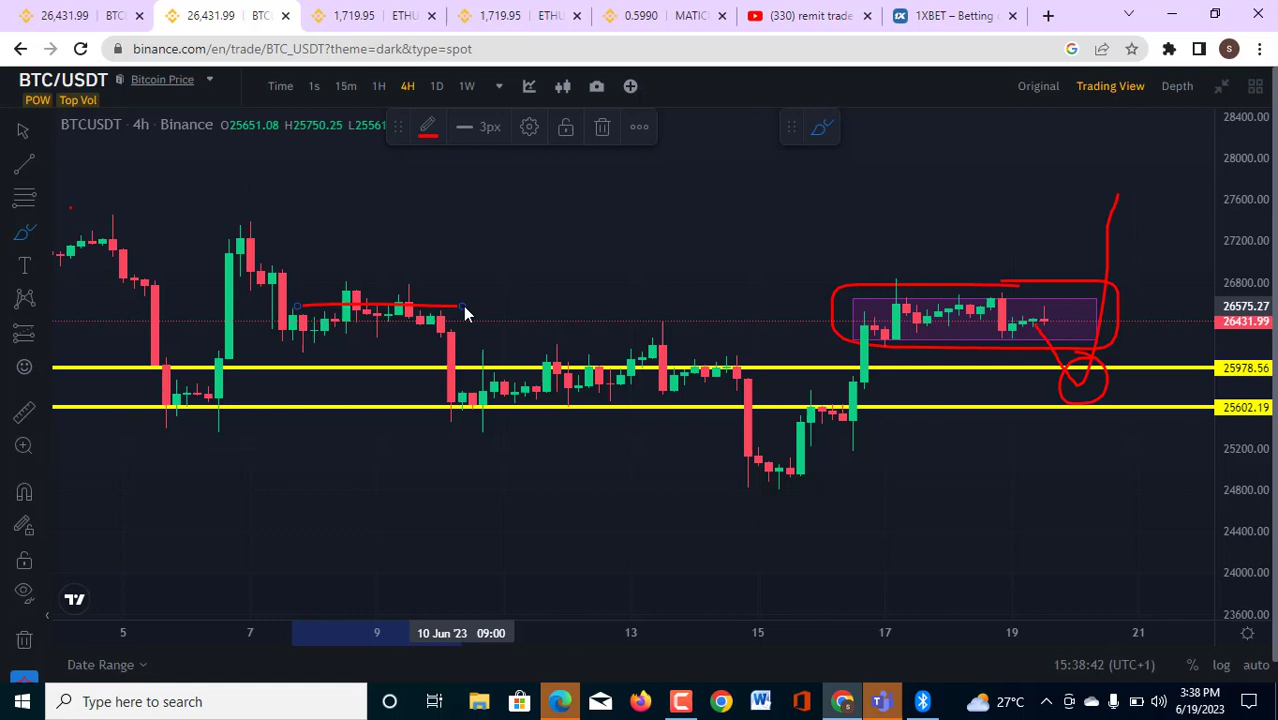 26,431.99 BTC
26,431.99 BTC
1,719.95 ETHU
1,719.95 ETHU
0.5990 MATIC
(330) remit trade
1XBET – Betting
binance.com/en/trade/BTC_USDT?theme=dark&type=spot
S
BTC/USDT Bitcoin Price
POW Top Vol
Time 1s 15m 1H 4H 1D 1W
Original Trading View Depth
BTCUSDT · 4h · Binance O25651.08 H25750.25 L25561
3px
28400.00
28000.00
27600.00
27200.00
26800.00
26575.27
26431.99
25978.56
25602.19
25200.00
24800.00
24400.00
24000.00
23600.00
5 7 9 10 Jun '23 09:00 13 15 17 19 21
Date Range 15:38:42 (UTC+1) % log auto
Type here to search
27°C
3:38 PM
6/19/2023